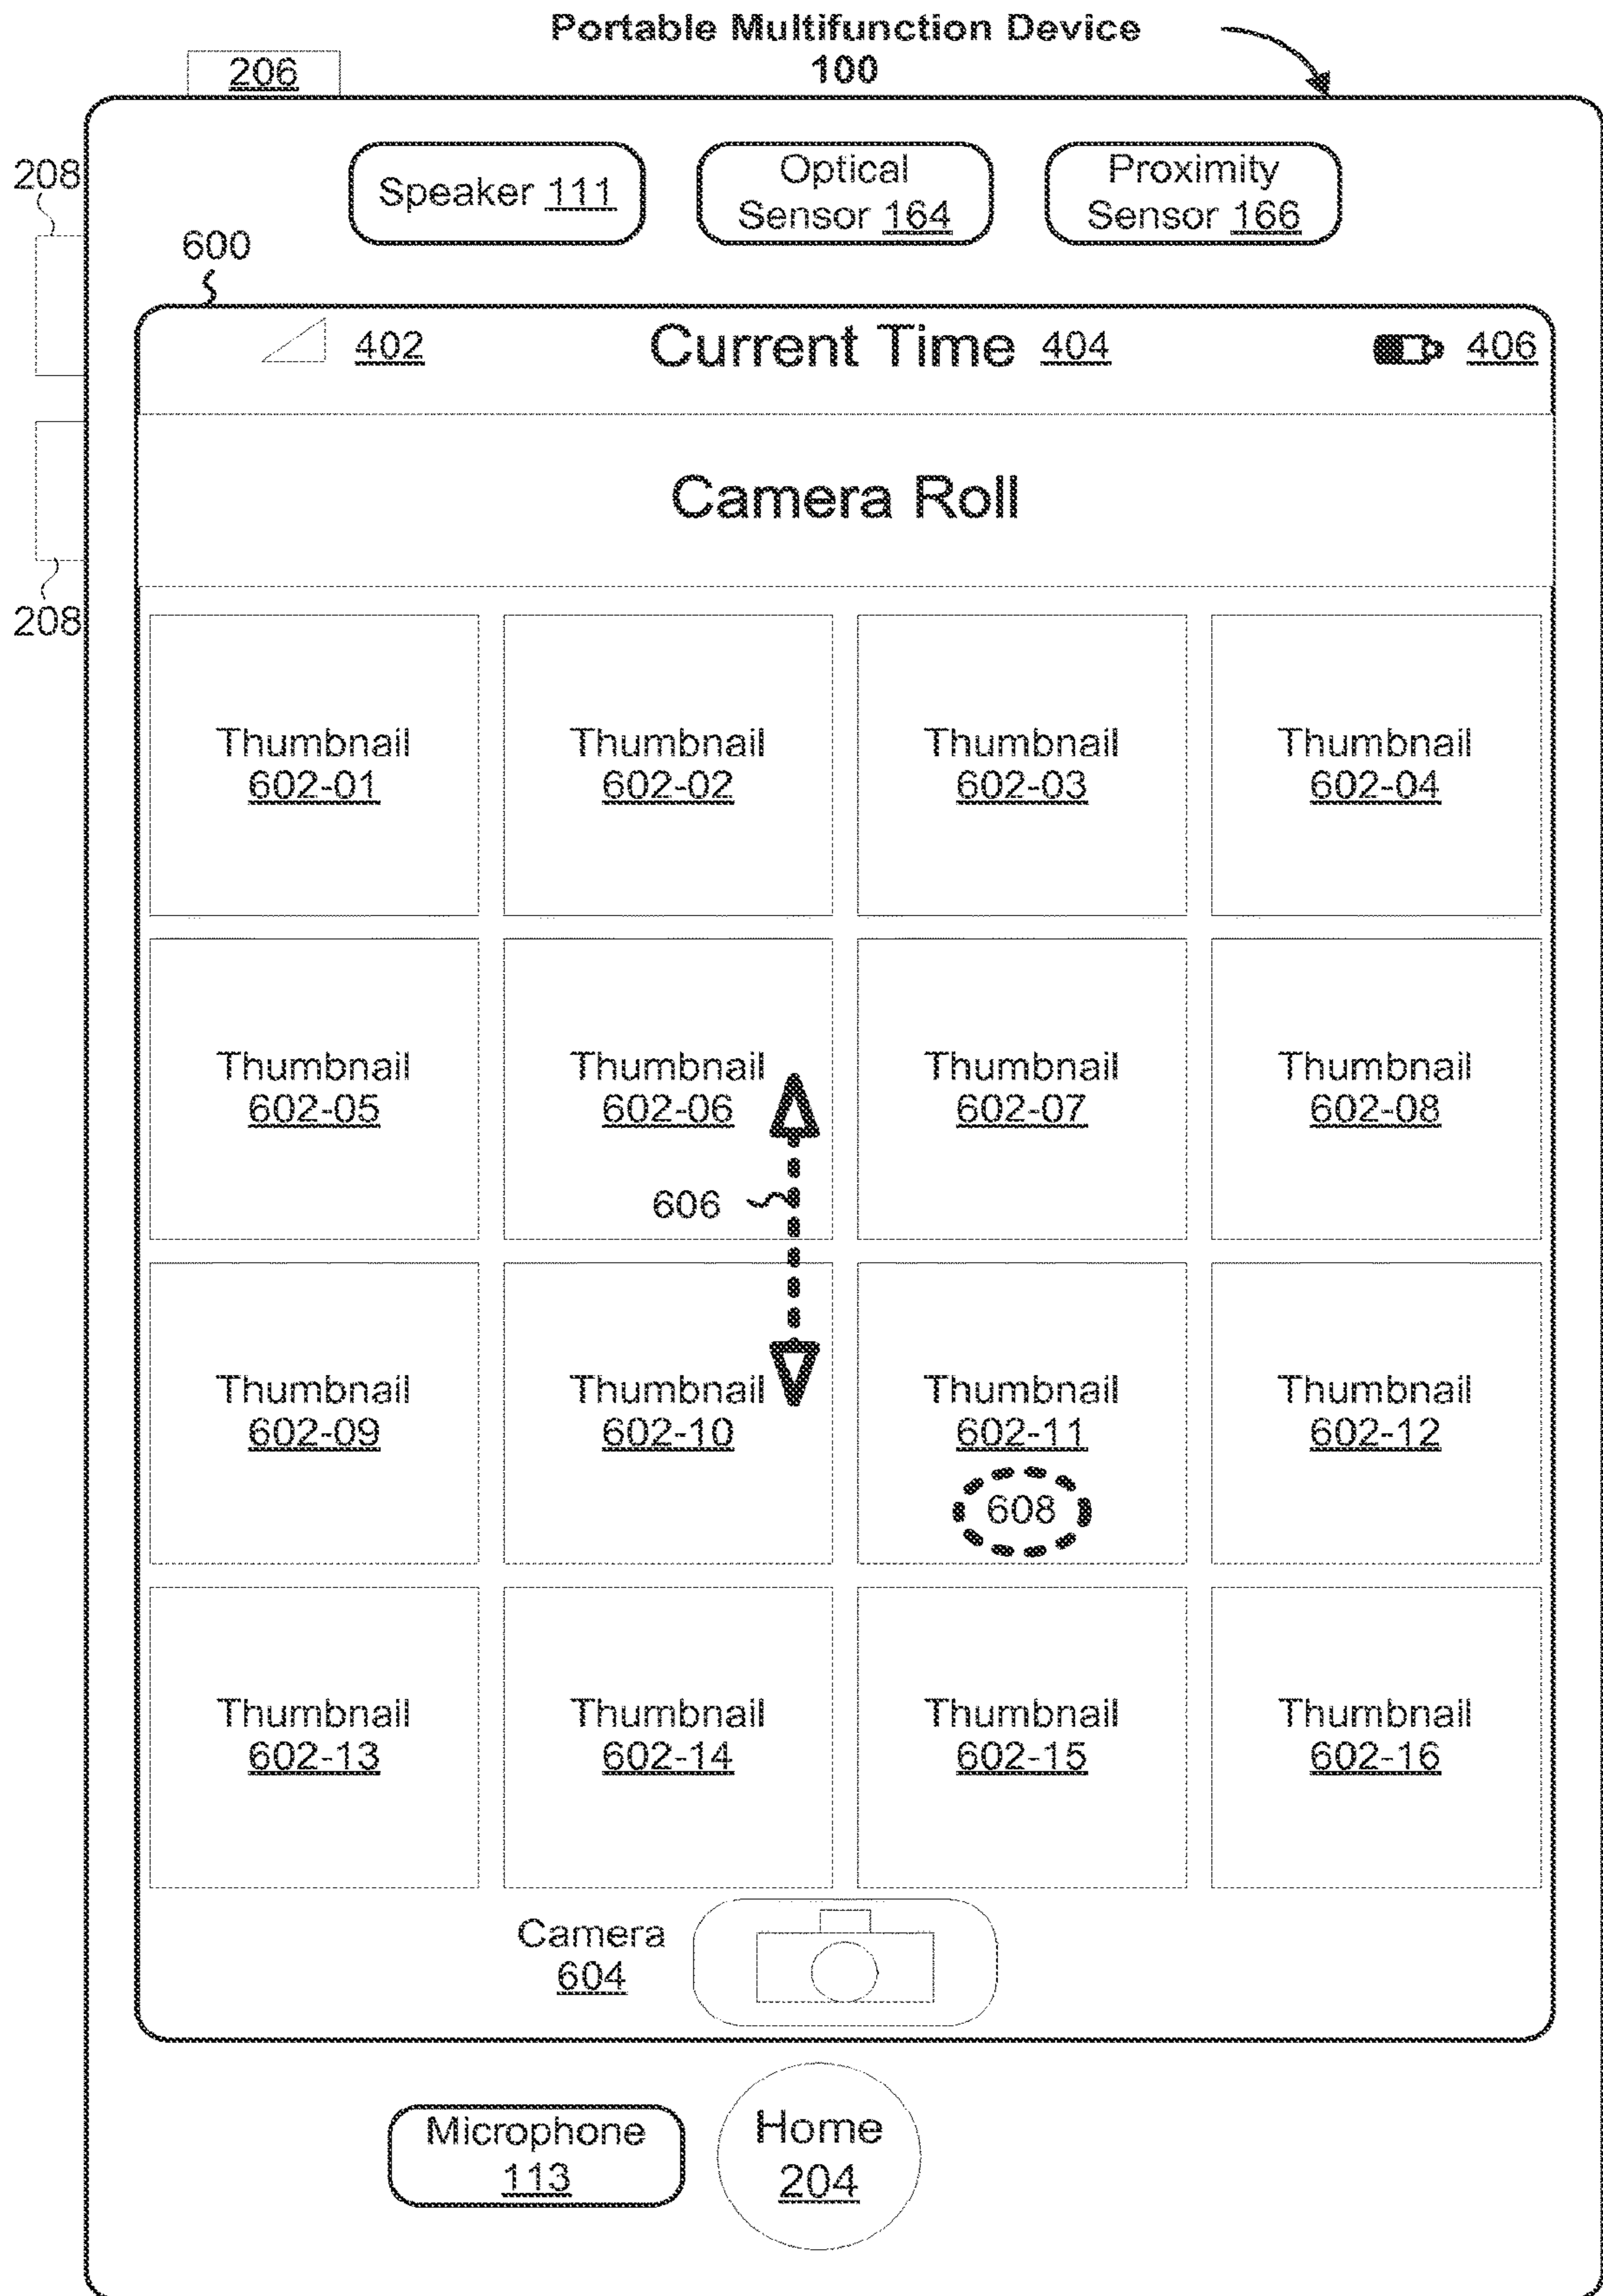 Portable Multifunction Device
100
206
208
Speaker 111
Optical
Sensor 164
Proximity
Sensor 166
600
402
Current Time 404
406
Camera Roll
208
Thumbnail
602-01
Thumbnail
602-02
Thumbnail
602-03
Thumbnail
602-04
Thumbnail
602-05
Thumbnail
602-06
Thumbnail
602-07
Thumbnail
602-08
606
Thumbnail
602-09
Thumbnail
602-10
Thumbnail
602-11
608
Thumbnail
602-12
Thumbnail
602-13
Thumbnail
602-14
Thumbnail
602-15
Thumbnail
602-16
Camera
604
Microphone
113
Home
204